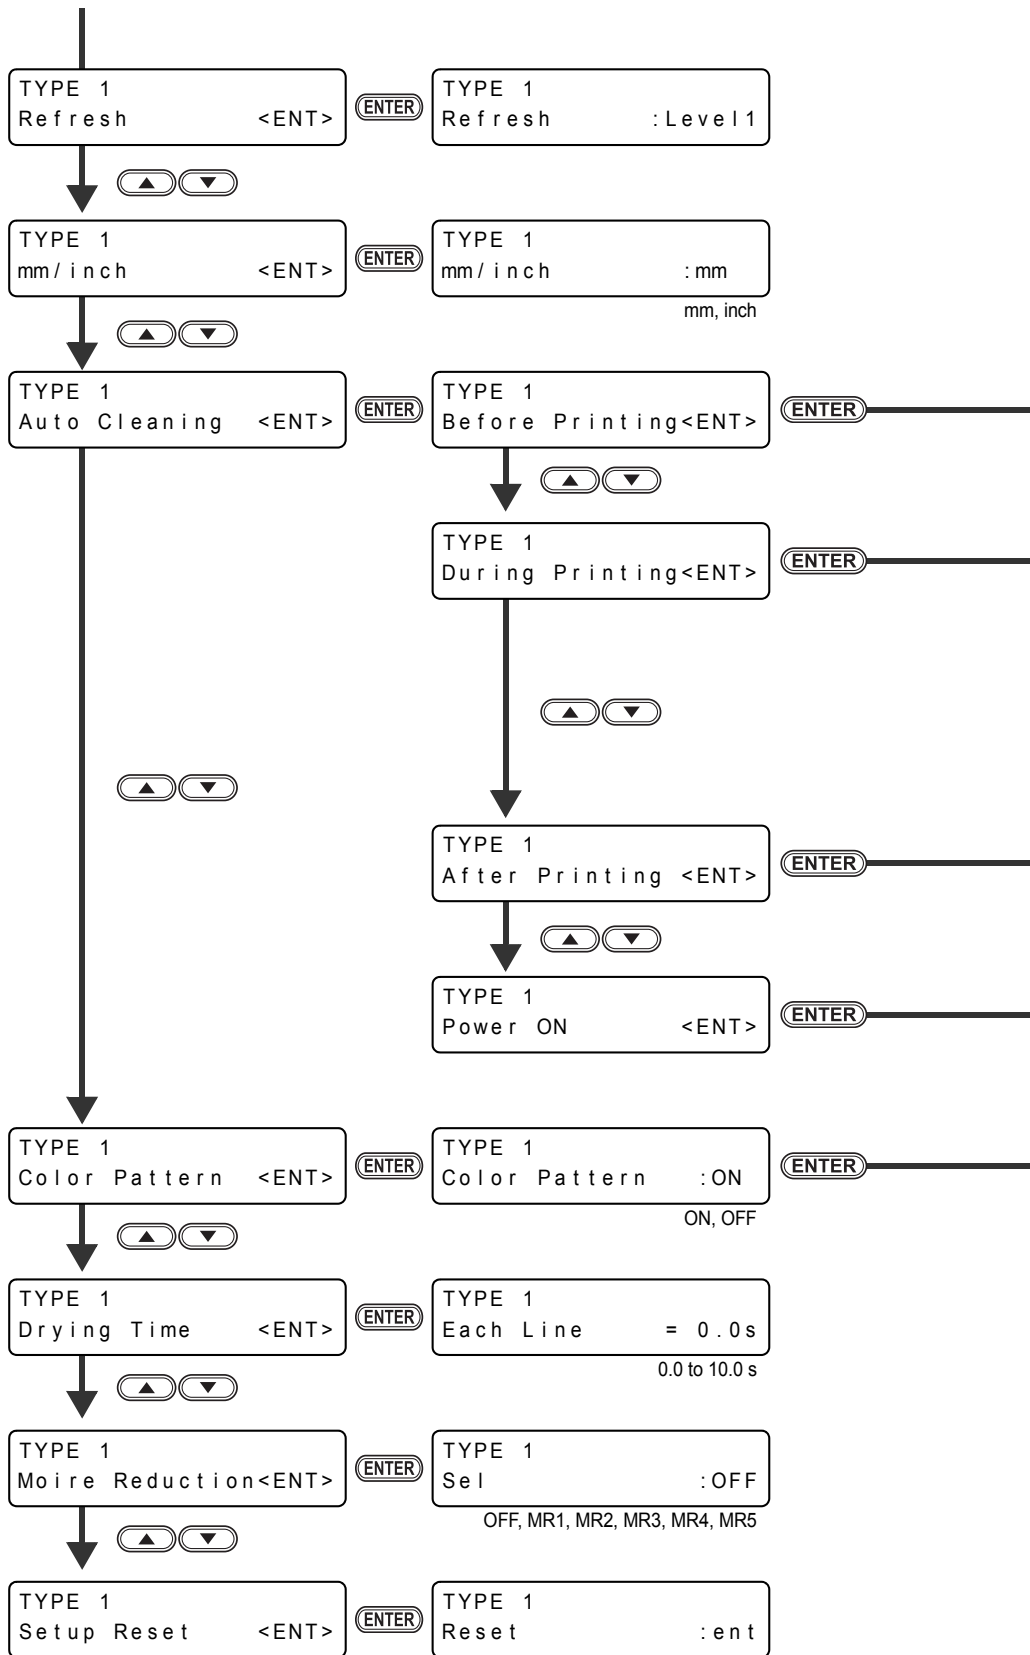 TYPE 1
Refresh <ENT>
ENTER
TYPE 1
Refresh :Level1
TYPE 1
mm/inch <ENT>
ENTER
TYPE 1
mm/inch :mm
mm, inch
TYPE 1
Auto Cleaning <ENT>
ENTER
TYPE 1
Before Printing<ENT>
ENTER
TYPE 1
During Printing<ENT>
ENTER
TYPE 1
After Printing <ENT>
ENTER
TYPE 1
Power ON <ENT>
ENTER
TYPE 1
Color Pattern <ENT>
ENTER
TYPE 1
Color Pattern :ON
ENTER
ON, OFF
TYPE 1
Drying Time <ENT>
ENTER
TYPE 1
Each Line = 0.0s
0.0 to 10.0 s
TYPE 1
Moire Reduction<ENT>
ENTER
TYPE 1
Sel :OFF
OFF, MR1, MR2, MR3, MR4, MR5
TYPE 1
Setup Reset <ENT>
ENTER
TYPE 1
Reset :ent